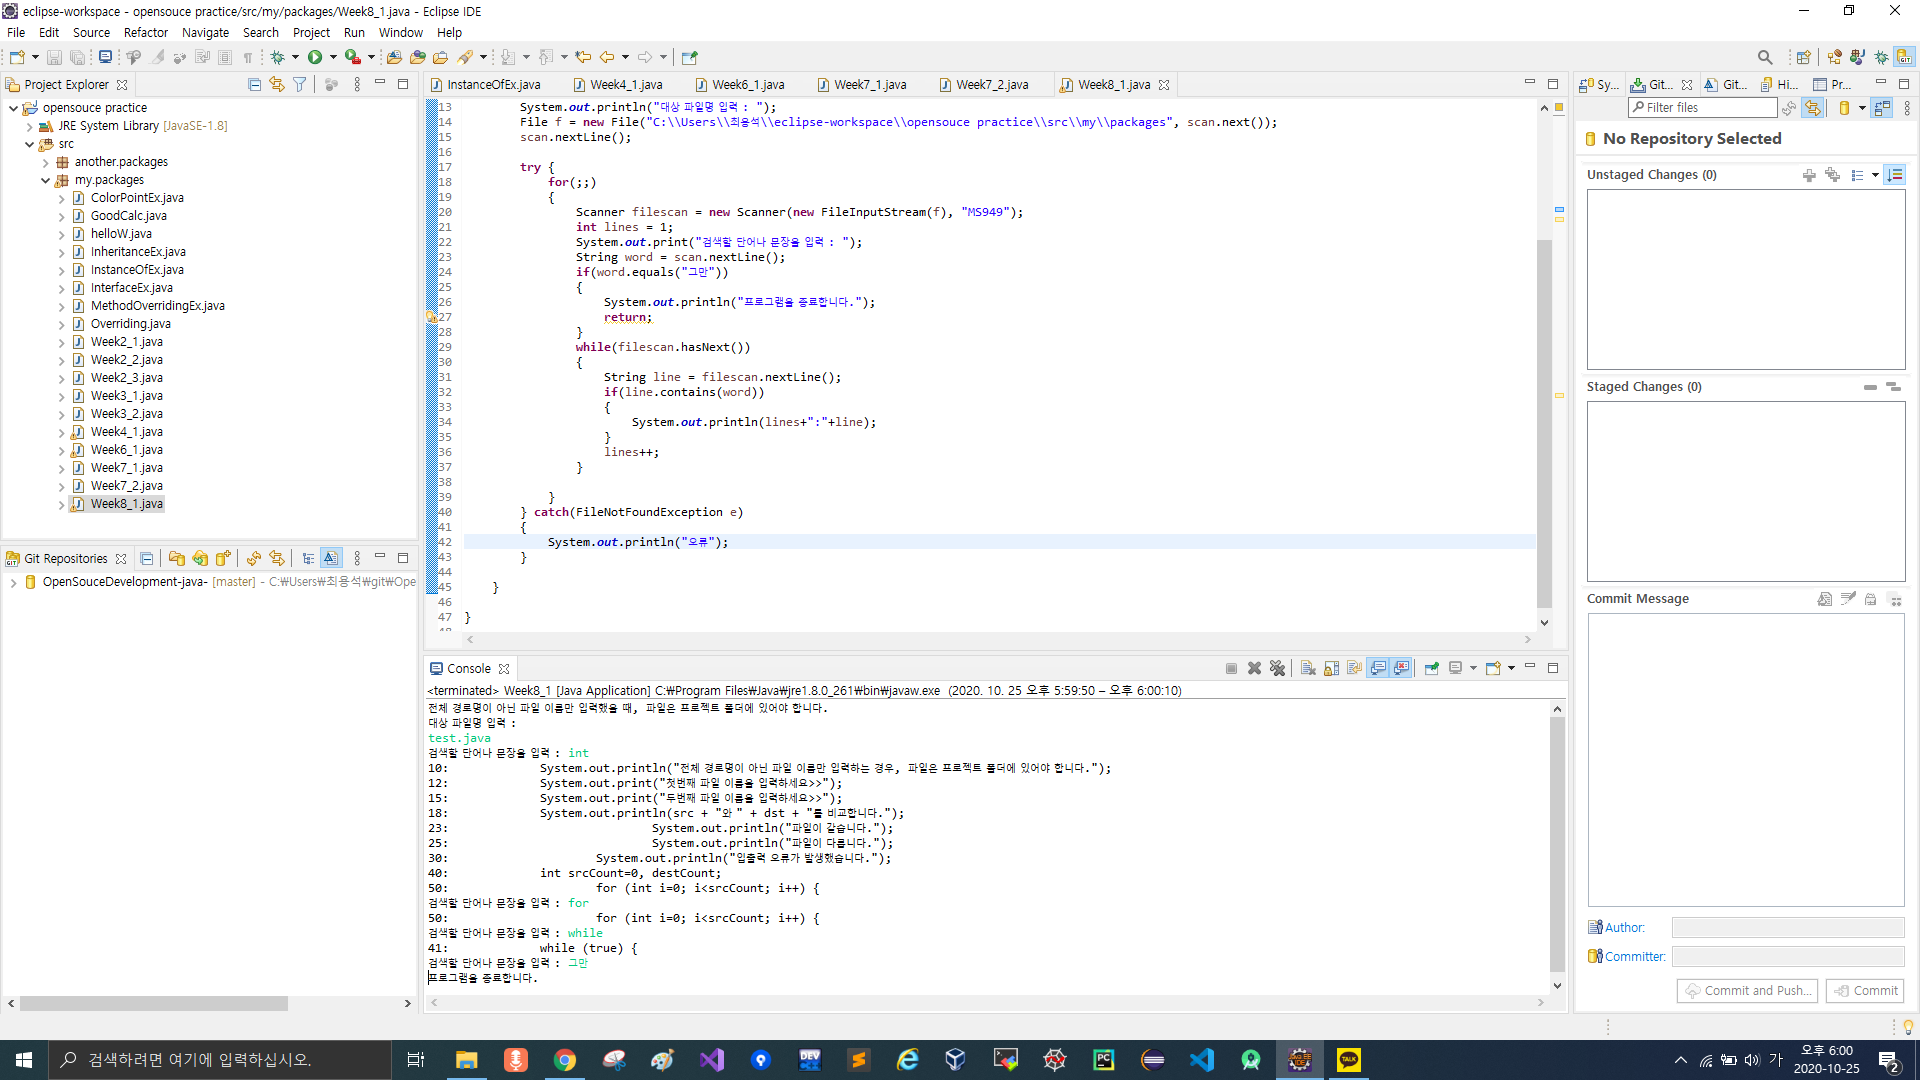 eclipse-workspace - opensouce practice/src/my/packages/Week8_1.java - Eclipse IDE
File Edit Source Refactor Navigate Search Project Run Window Help
Project Explorer
opensouce practice
JRE System Library [JavaSE-1.8]
src
another.packages
my.packages
ColorPointEx.java
GoodCalc.java
helloW.java
InheritanceEx.java
InstanceOfEx.java
InterfaceEx.java
MethodOverridingEx.java
Overriding.java
Week2_1.java
Week2_2.java
Week2_3.java
Week3_1.java
Week3_2.java
Week4_1.java
Week6_1.java
Week7_1.java
Week7_2.java
Week8_1.java
Git Repositories
OpenSouceDevelopment-java- [master] - C:₩Users₩최용석₩git₩Ope
InstanceOfEx.java Week4_1.java Week6_1.java Week7_1.java Week7_2.java Week8_1.java
13 System.out.println("대상 파일명 입력 : ");
14 File f = new File("C:\\Users\\최용석\\eclipse-workspace\\opensouce practice\\src\\my\\packages", scan.next());
15 scan.nextLine();
16
17 try {
18 for(;;)
19 {
20 Scanner filescan = new Scanner(new FileInputStream(f), "MS949");
21 int lines = 1;
22 System.out.print("검색할 단어나 문장을 입력 : ");
23 String word = scan.nextLine();
24 if(word.equals("그만"))
25 {
26 System.out.println("프로그램을 종료합니다.");
27 return;
28 }
29 while(filescan.hasNext())
30 {
31 String line = filescan.nextLine();
32 if(line.contains(word))
33 {
34 System.out.println(lines+":"+line);
35 }
36 lines++;
37 }
38
39 }
40 } catch(FileNotFoundException e)
41 {
42 System.out.println("오류");
43 }
44
45 }
46
47 }
48
Console
<terminated> Week8_1 [Java Application] C:₩Program Files₩Java₩jre1.8.0_261₩bin₩javaw.exe (2020. 10. 25 오후 5:59:50 – 오후 6:00:10)
전체 경로명이 아닌 파일 이름만 입력했을 때, 파일은 프로젝트 폴더에 있어야 합니다.
대상 파일명 입력 :
test.java
검색할 단어나 문장을 입력 : int
10: System.out.println("전체 경로명이 아닌 파일 이름만 입력하는 경우, 파일은 프로젝트 폴더에 있어야 합니다.");
12: System.out.print("첫번째 파일 이름을 입력하세요>>");
15: System.out.print("두번째 파일 이름을 입력하세요>>");
18: System.out.println(src + "와 " + dst + "를 비교합니다.");
23: System.out.println("파일이 같습니다.");
25: System.out.println("파일이 다릅니다.");
30: System.out.println("입출력 오류가 발생했습니다.");
40: int srcCount=0, destCount;
50: for (int i=0; i<srcCount; i++) {
검색할 단어나 문장을 입력 : for
50: for (int i=0; i<srcCount; i++) {
검색할 단어나 문장을 입력 : while
41: while (true) {
검색할 단어나 문장을 입력 : 그만
프로그램을 종료합니다.
Sy... Git... Git... Hi... Pr...
Filter files
No Repository Selected
Unstaged Changes (0)
Staged Changes (0)
Commit Message
Author:
Committer:
Commit and Push... Commit
검색하려면 여기에 입력하십시오.
가
오후 6:00
2020-10-25
2